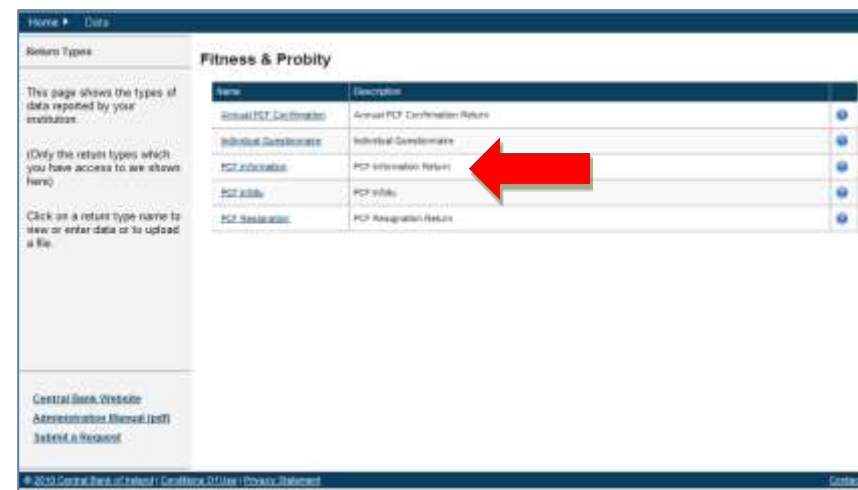 Home Data
Return Types
This page shows the types of
data reported by your
institution.
(Only the return types which
you have access to are shown
here)
Click on a return type name to
view or enter data or to upload
a file.
Central Bank Website
Administration Manual (pdf)
Submit a Request
Fitness & Probity
Name Description
Annual PCF Confirmation Annual PCF Confirmation Return
Individual Questionnaire Individual Questionnaire
PCF Information PCF Information Return
PCF PCF
PCF Resignation PCF Resignation Return
© 2010 Central Bank of Ireland | Conditions Of Use | Privacy Statement